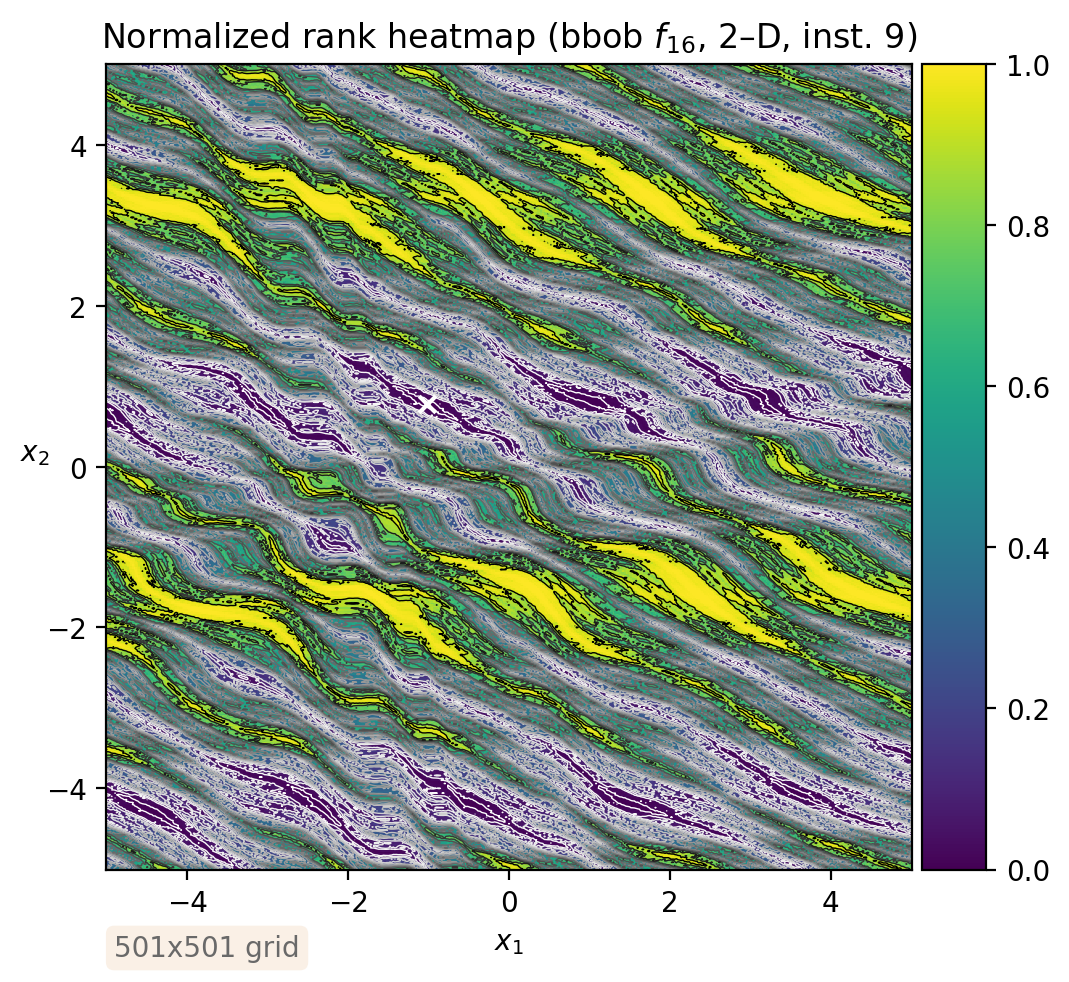 Normalized rank heatmap (bbob f16, 2–D, inst. 9)
1.0
0.8
0.6
0.4
0.2
0.0
4
2
0
−2
−4
x2
−4 −2 0 2 4
x1
501x501 grid